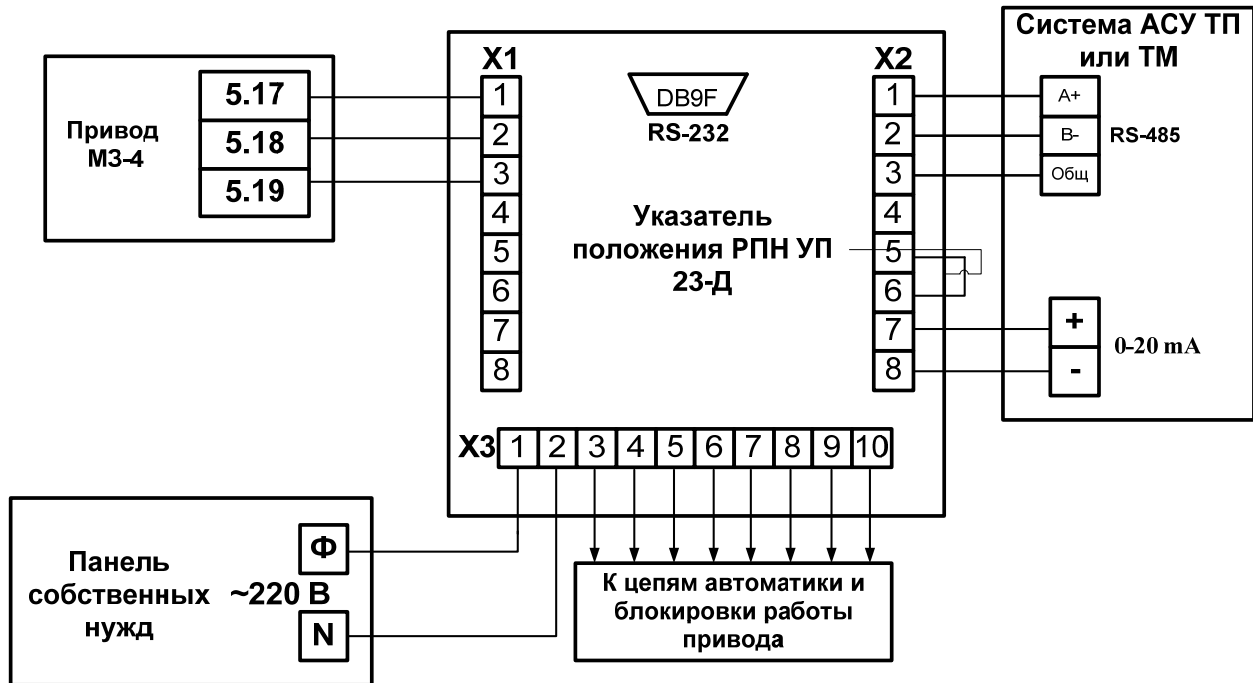 Привод
МЗ-4
5.17
5.18
5.19
X1
1
2
3
4
5
6
7
8
DB9F
RS-232
Указатель
положения РПН УП
23-Д
X2
1
2
3
4
5
6
7
8
Система АСУ ТП
или ТМ
A+
B-
Общ
RS-485
+
-
0-20 mA
X3 1 2 3 4 5 6 7 8 9 10
Панель
собственных
нужд
~220 В
Ф
N
К цепям автоматики и
блокировки работы
привода